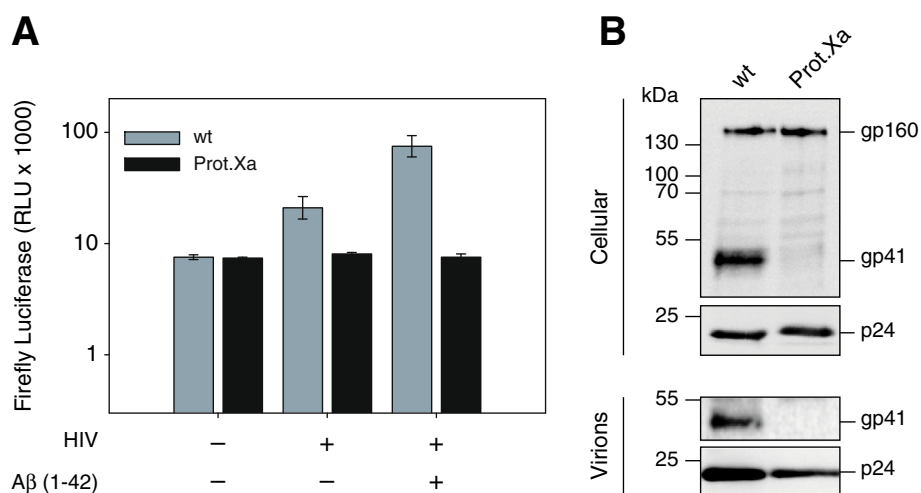 A
Firefly Luciferase (RLU x 1000)
100
10
1
wt
Prot.Xa
HIV – + +
Aβ (1-42) – – +
B
wt Prot.Xa
kDa
Cellular
130
100
70
55
25
gp160
gp41
p24
Virions
55
25
gp41
p24